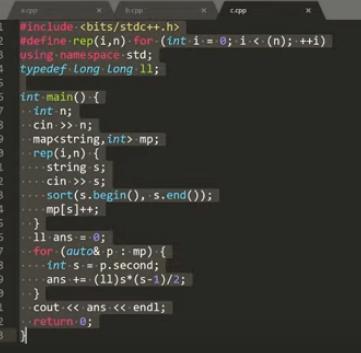 a.cpp
b.cpp
c.cpp
#include <bits/stdc++.h>
#define rep(i,n) for (int i = 0; i < (n); ++i)
using namespace std;
typedef long long ll;
int main() {
  int n;
  cin >> n;
  map<string,int> mp;
  rep(i,n) {
    string s;
    cin >> s;
    sort(s.begin(), s.end());
    mp[s]++;
  }
  ll ans = 0;
  for (auto& p : mp) {
    int s = p.second;
    ans += (ll)s*(s-1)/2;
  }
  cout << ans << endl;
  return 0;
}